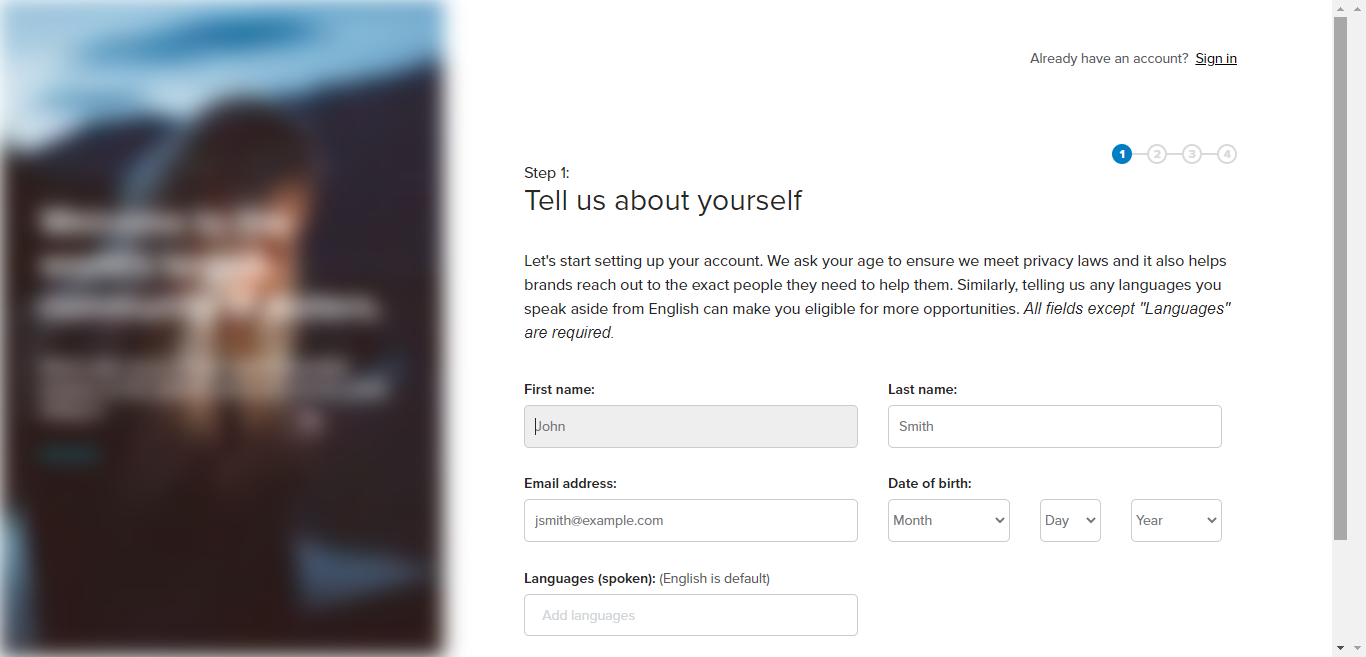 Already have an account? Sign in
1 2 3 4
Step 1:
Tell us about yourself
Let's start setting up your account. We ask your age to ensure we meet privacy laws and it also helps
brands reach out to the exact people they need to help them. Similarly, telling us any languages you
speak aside from English can make you eligible for more opportunities. All fields except "Languages"
are required.
First name: Last name:
John Smith
Email address: Date of birth:
jsmith@example.com Month Day Year
Languages (spoken): (English is default)
Add languages